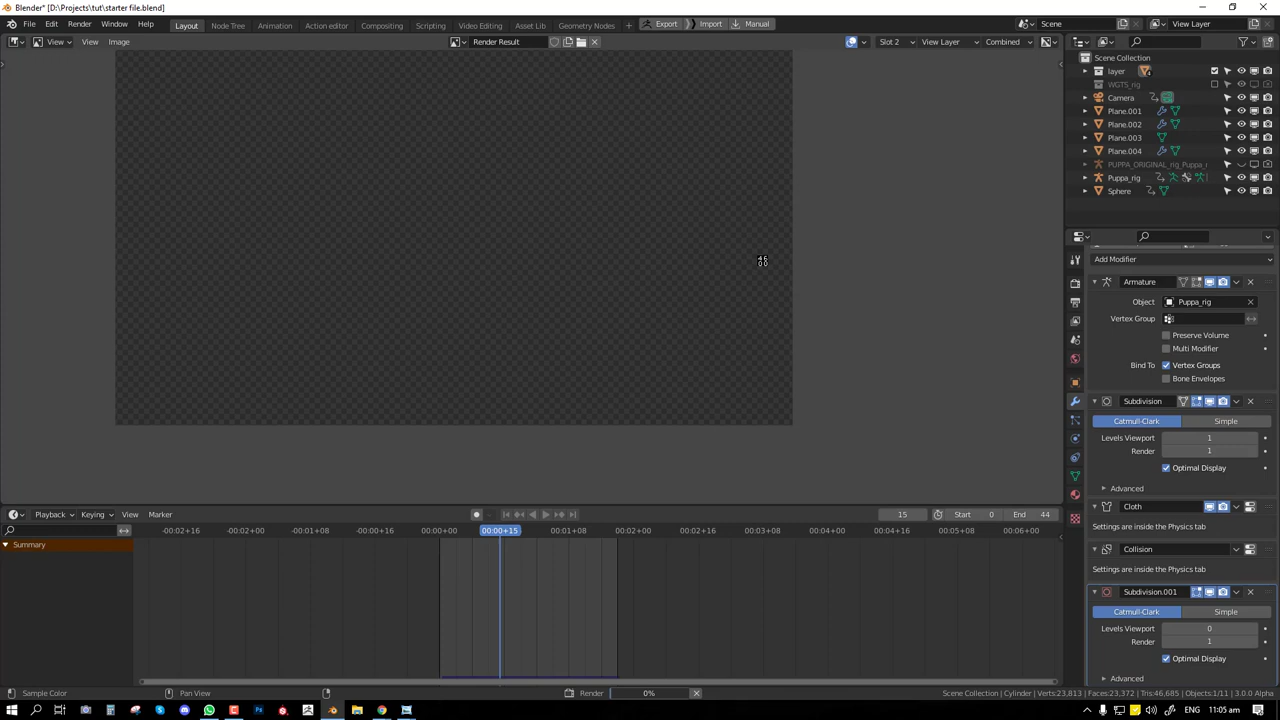 Blender* [D:\Projects\tut\starter file.blend]
File Edit Render Window Help Layout Node Tree Animation Action editor Compositing Scripting Video Editing Asset Lib Geometry Nodes + Export Import Manual Scene View Layer
View View Image Render Result Slot 2 View Layer Combined
Scene Collection
layer 4
WGTS_rig
Camera
Plane.001
Plane.002
Plane.003
Plane.004
PUPPA_ORIGINAL_rig_Puppa_r
Puppa_rig
Sphere
Add Modifier
Armature
Object Puppa_rig
Vertex Group
Preserve Volume
Multi Modifier
Bind To Vertex Groups
Bone Envelopes
Subdivision
Catmull-Clark Simple
Levels Viewport 1
Render 1
Optimal Display
Advanced
Cloth
Settings are inside the Physics tab
Collision
Settings are inside the Physics tab
Subdivision.001
Catmull-Clark Simple
Levels Viewport 0
Render 1
Optimal Display
Advanced
Playback Keying View Marker 15 Start 0 End 44
-00:02+16 -00:02+00 -00:01+08 -00:00+16 00:00+00 00:00+15 00:01+08 00:02+00 00:02+16 00:03+08 00:04+00 00:04+16 00:05+08 00:06+00
Summary
Sample Color Pan View Render 0% Scene Collection | Cylinder | Verts:23,813 | Faces:23,372 | Tris:46,685 | Objects:1/11 | 3.0.0 Alpha
ENG 11:05 am